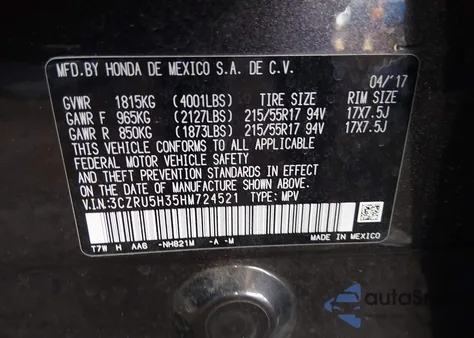 MFD.BY HONDA DE MEXICO S.A. DE C.V.
04/'17
GVWR 1815KG (4001LBS) TIRE SIZE RIM SIZE
GAWR F 965KG (2127LBS) 215/55R17 94V 17X7.5J
GAWR R 850KG (1873LBS) 215/55R17 94V 17X7.5J
THIS VEHICLE CONFORMS TO ALL APPLICABLE
FEDERAL MOTOR VEHICLE SAFETY
AND THEFT PREVENTION STANDARDS IN EFFECT
ON THE DATE OF MANUFACTURE SHOWN ABOVE.
V.I.N:3CZRU5H35HM724521 TYPE: MPV
T7W H AA6 -NH821M -A -M
MADE IN MEXICO